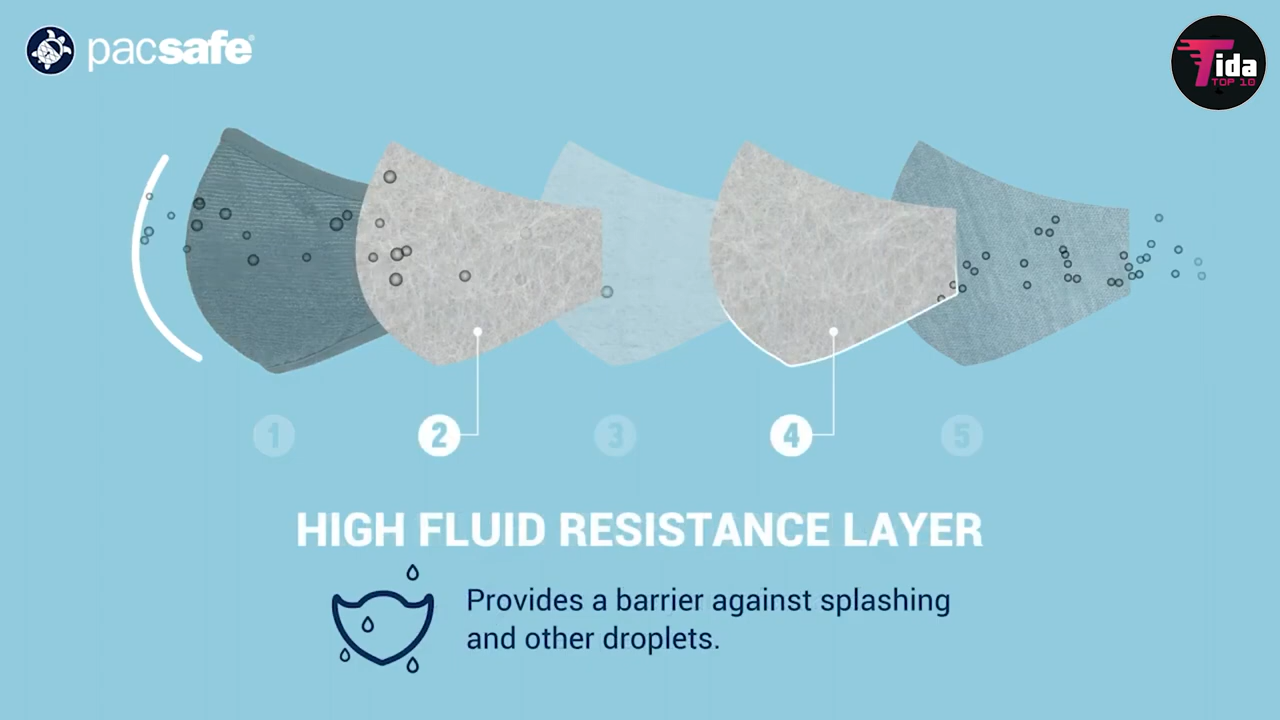 pacsafe
Tida
TOP 10
1 2 3 4 5
HIGH FLUID RESISTANCE LAYER
Provides a barrier against splashing
and other droplets.